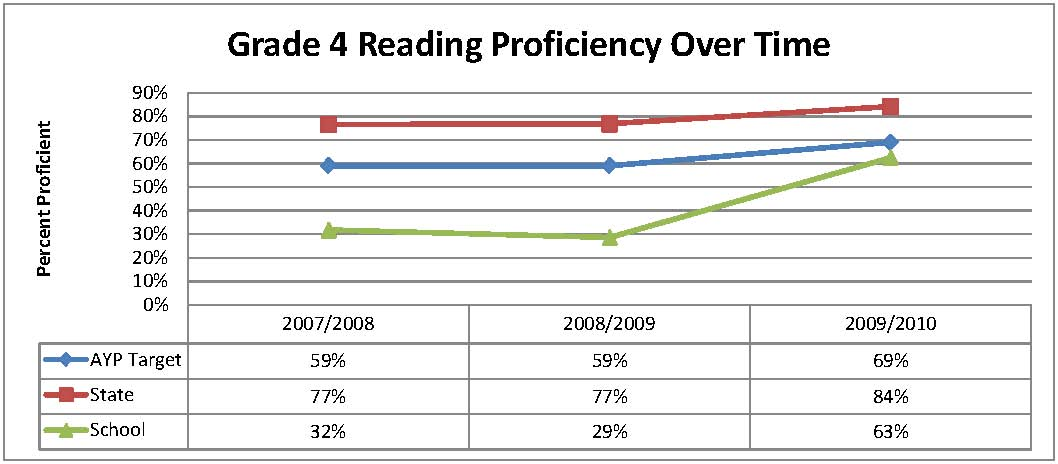 Grade 4 Reading Proficiency Over Time
Percent Proficient
90%
80%
70%
60%
50%
40%
30%
20%
10%
0%
2007/2008 2008/2009 2009/2010
AYP Target 59% 59% 69%
State 77% 77% 84%
School 32% 29% 63%